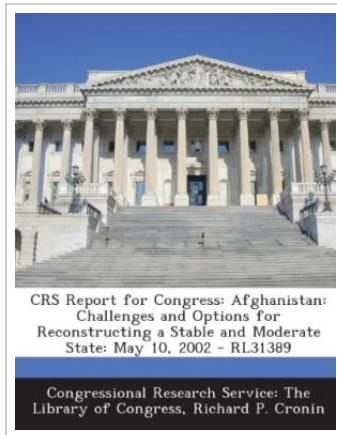 CRS Report for Congress: Afghanistan:
Challenges and Options for
Reconstructing a Stable and Moderate
State: May 10, 2002 - RL31389
Congressional Research Service: The
Library of Congress, Richard P. Cronin